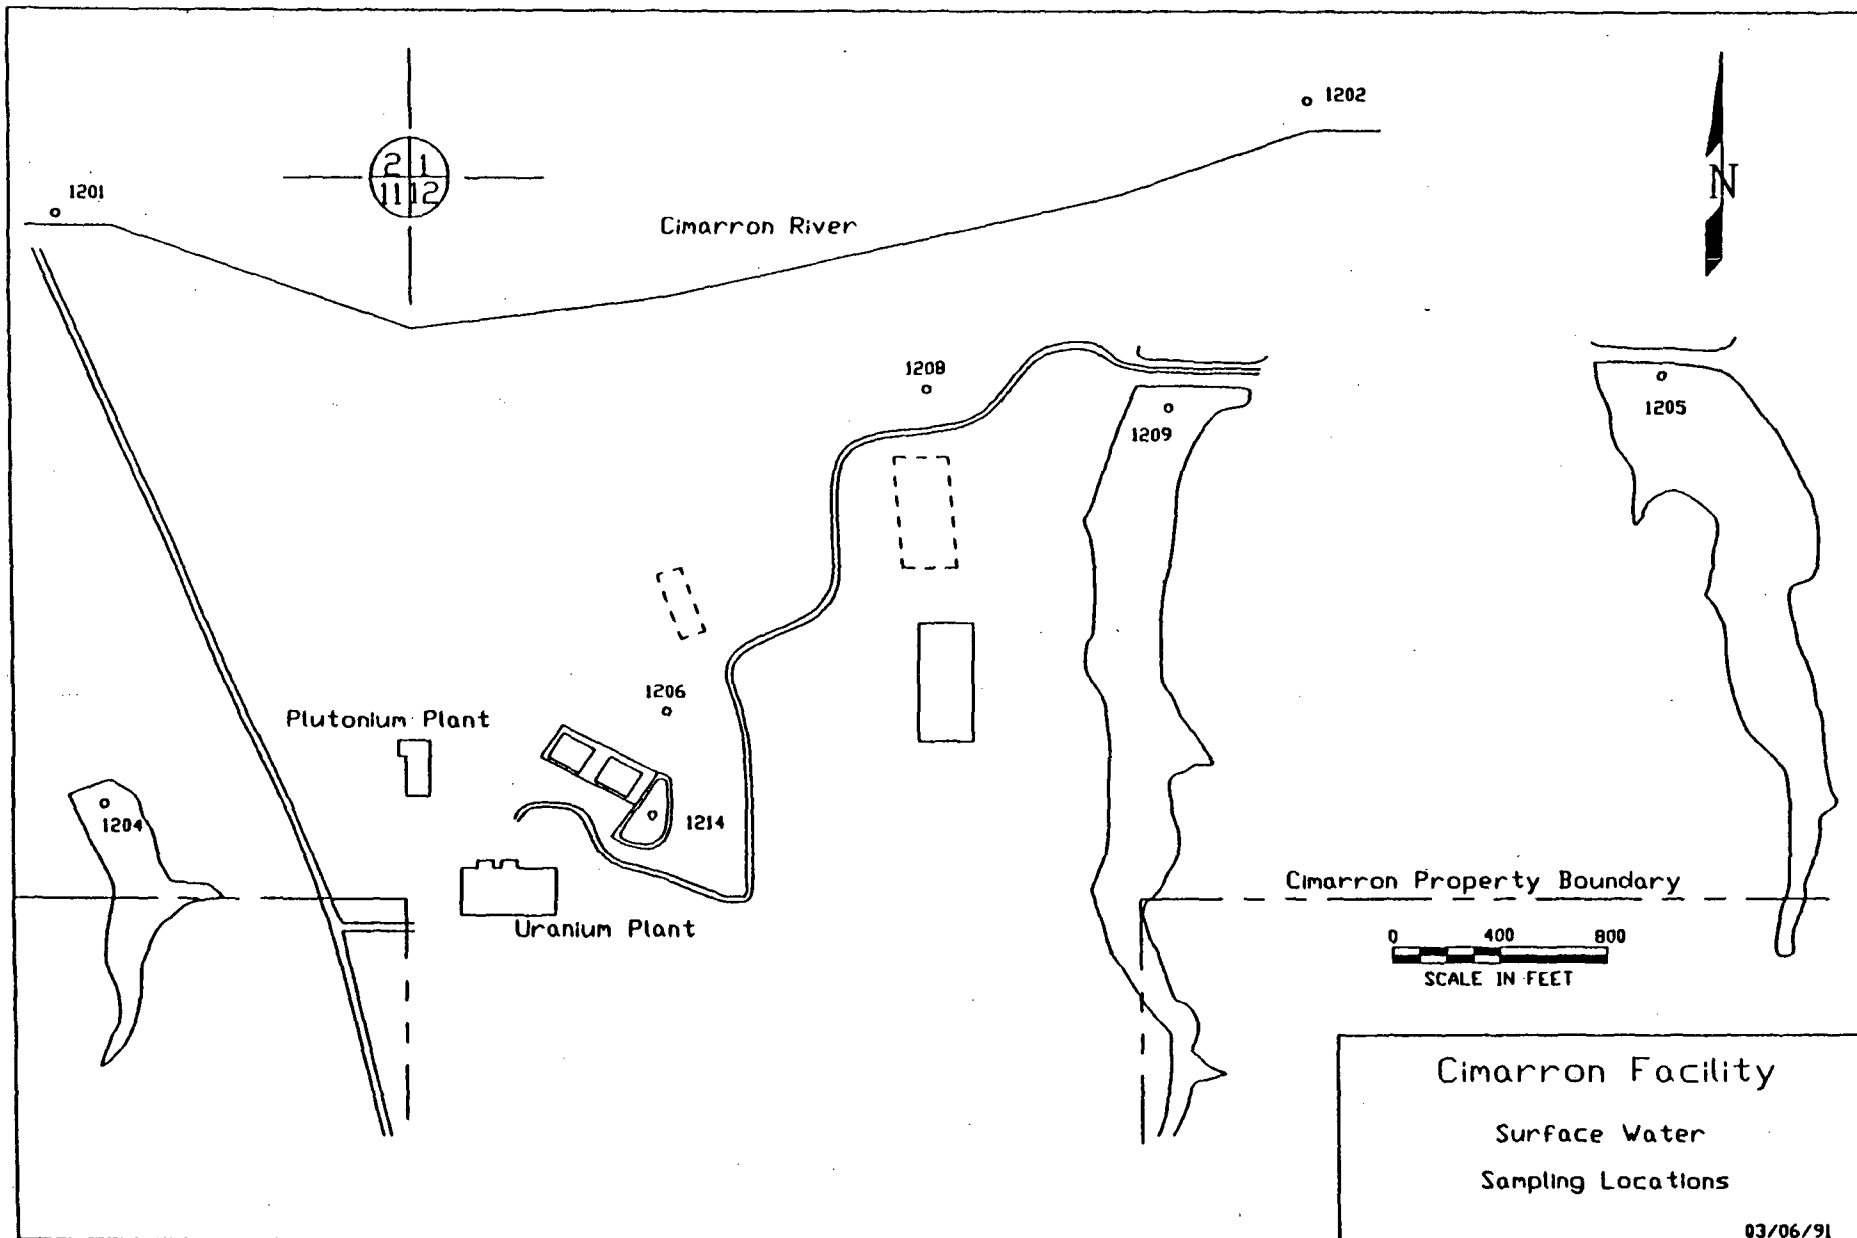 1202
2 1
11 12
N
1201
Cimarron River
1208
1205
1209
1206
Plutonium Plant
1204
1214
Cimarron Property Boundary
Uranium Plant
0 400 800
SCALE IN FEET
Cimarron Facility
Surface Water
Sampling Locations
03/06/91